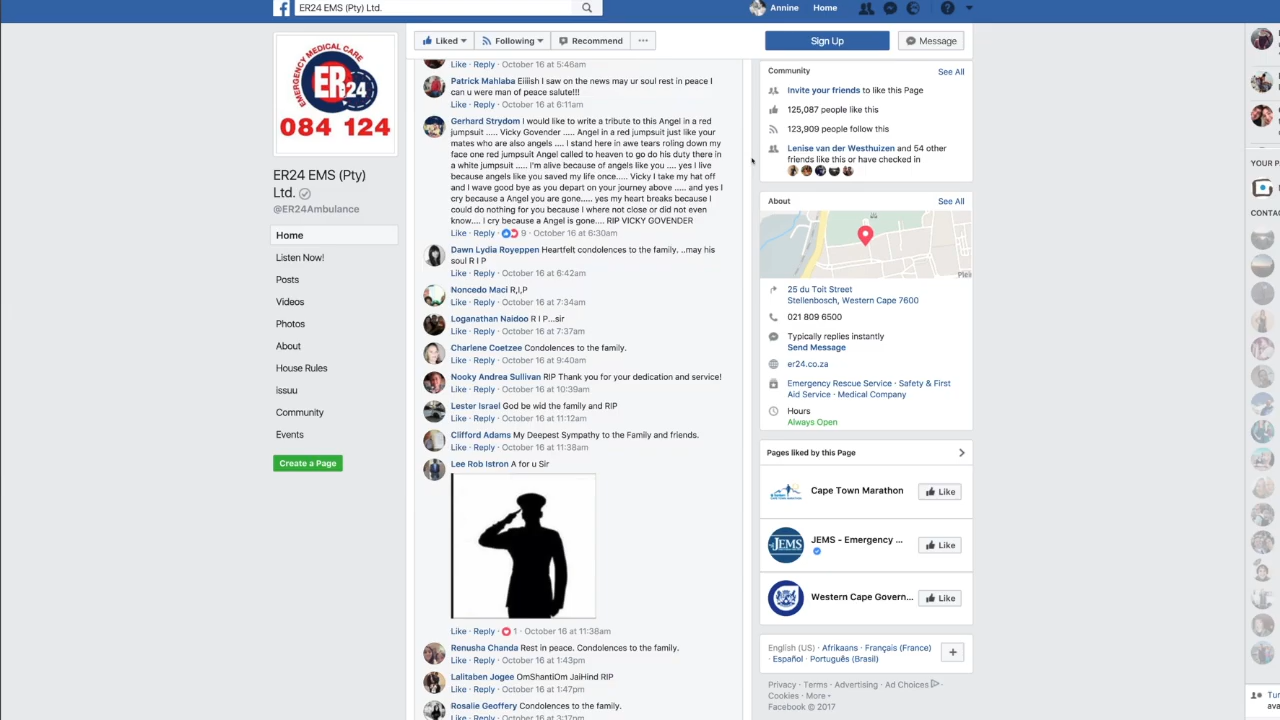 ER24 EMS (Pty) Ltd.
Annine
Home
EMERGENCY MEDICAL CARE
ER24
084 124
ER24 EMS (Pty)
Ltd.
@ER24Ambulance
Home
Listen Now!
Posts
Videos
Photos
About
House Rules
issuu
Community
Events
Create a Page
Liked
Following
Recommend
Sign Up
Message
Like · Reply · October 16 at 5:46am
Patrick Mahlaba Eiiiish I saw on the news may ur soul rest in peace I
can u were man of peace salute!!!
Like · Reply · October 16 at 6:11am
Gerhard Strydom I would like to write a tribute to this Angel in a red
jumpsuit ..... Vicky Govender ..... Angel in a red jumpsuit just like your
mates who are also angels .... I stand here in awe tears roling down my
face one red jumpsuit Angel called to heaven to go do his duty there in
a white jumpsuit ..... I'm alive because of angels like you .... yes I live
because angels like you saved my life once..... Vicky I take my hat off
and I wave good bye as you depart on your journey above ..... and yes I
cry because a Angel you are gone..... yes my heart breaks because I
could do nothing for you because I where not close or did not even
know.... I cry because a Angel is gone.... RIP VICKY GOVENDER
Like · Reply · 9 · October 16 at 6:30am
Dawn Lydia Royeppen Heartfelt condolences to the family. ..may his
soul R I P
Like · Reply · October 16 at 6:42am
Noncedo Maci R,I,P
Like · Reply · October 16 at 7:34am
Loganathan Naidoo R I P...sir
Like · Reply · October 16 at 7:37am
Charlene Coetzee Condolences to the family.
Like · Reply · October 16 at 9:40am
Nooky Andrea Sullivan RIP Thank you for your dedication and service!
Like · Reply · October 16 at 10:39am
Lester Israel God be wid the family and RIP
Like · Reply · October 16 at 11:12am
Clifford Adams My Deepest Sympathy to the Family and friends.
Like · Reply · October 16 at 11:38am
Lee Rob Istron A for u Sir
Like · Reply · 1 · October 16 at 11:38am
Renusha Chanda Rest in peace. Condolences to the family.
Like · Reply · October 16 at 1:43pm
Lalitaben Jogee OmShantiOm JaiHind RIP
Like · Reply · October 16 at 1:47pm
Rosalie Geoffery Condolences to the family.
Like · Reply · October 16 at 3:17pm
Community
See All
Invite your friends to like this Page
125,087 people like this
123,909 people follow this
Lenise van der Westhuizen and 54 other
friends like this or have checked in
About
See All
25 du Toit Street
Stellenbosch, Western Cape 7600
021 809 6500
Typically replies instantly
Send Message
er24.co.za
Emergency Rescue Service · Safety & First
Aid Service · Medical Company
Hours
Always Open
Pages liked by this Page
Cape Town Marathon
Like
JEMS
JEMS - Emergency ...
Like
Western Cape Govern...
Like
English (US) · Afrikaans · Français (France)
· Español · Português (Brasil)
Privacy · Terms · Advertising · Ad Choices ·
Cookies · More
Facebook © 2017
YOUR P
CONTAC
Tur
ava